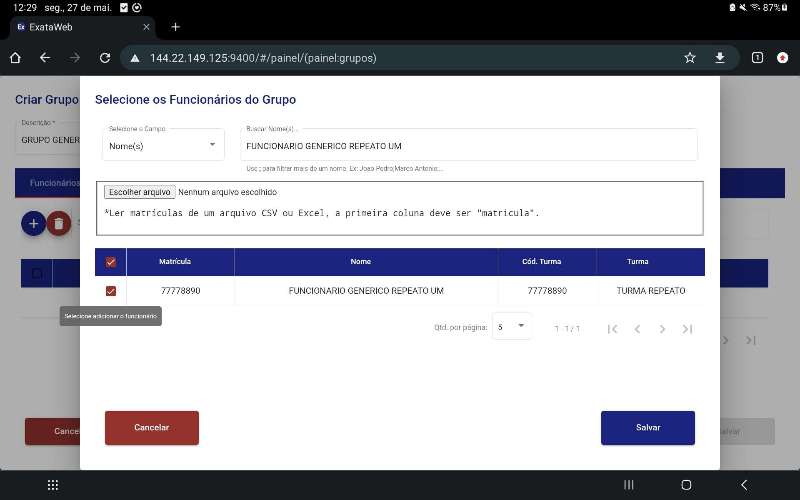 12:29 seg., 27 de mai.
87%
Ex ExataWeb
144.22.149.125:9400/#/painel/(painel:grupos)
1
Criar Grupo
Selecione os Funcionários do Grupo
Descrição *
GRUPO GENER
Selecione o Campo
Nome(s)
Buscar Nome(s)...
FUNCIONARIO GENERICO REPEATO UM
Use ; para filtrar mais de um nome. Ex: Joao Pedro;Marco Antonio;...
Funcionários
Escolher arquivo Nenhum arquivo escolhido
*Ler matrículas de um arquivo CSV ou Excel, a primeira coluna deve ser "matricula".
Matrícula Nome Cód. Turma Turma
77778890 FUNCIONARIO GENERICO REPEATO UM 77778890 TURMA REPEATO
Selecione adicionar o funcionário
Qtd. por página: 5 1 - 1 / 1
Cancelar
Salvar
Cance
alvar